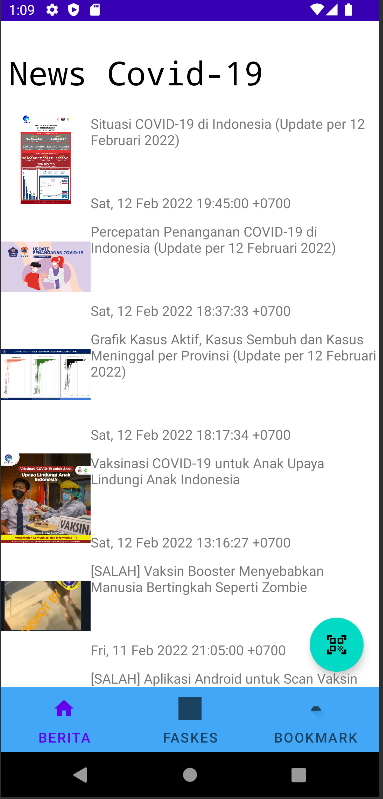 1:09
News Covid-19
Situasi COVID-19 di Indonesia (Update per 12
Februari 2022)
Sat, 12 Feb 2022 19:45:00 +0700
Percepatan Penanganan COVID-19 di
Indonesia (Update per 12 Februari 2022)
UPDATE
PENANGANAN COVID-19
Sat, 12 Feb 2022 18:37:33 +0700
Grafik Kasus Aktif, Kasus Sembuh dan Kasus
Meninggal per Provinsi (Update per 12 Februari
2022)
Sat, 12 Feb 2022 18:17:34 +0700
Vaksinasi COVID-19 untuk Anak Upaya
Lindungi Anak Indonesia
Upaya Lindungi Anak
Indonesia
VAKSIN
Sat, 12 Feb 2022 13:16:27 +0700
[SALAH] Vaksin Booster Menyebabkan
Manusia Bertingkah Seperti Zombie
Fri, 11 Feb 2022 21:05:00 +0700
[SALAH] Aplikasi Android untuk Scan Vaksin
BERITA
FASKES
BOOKMARK